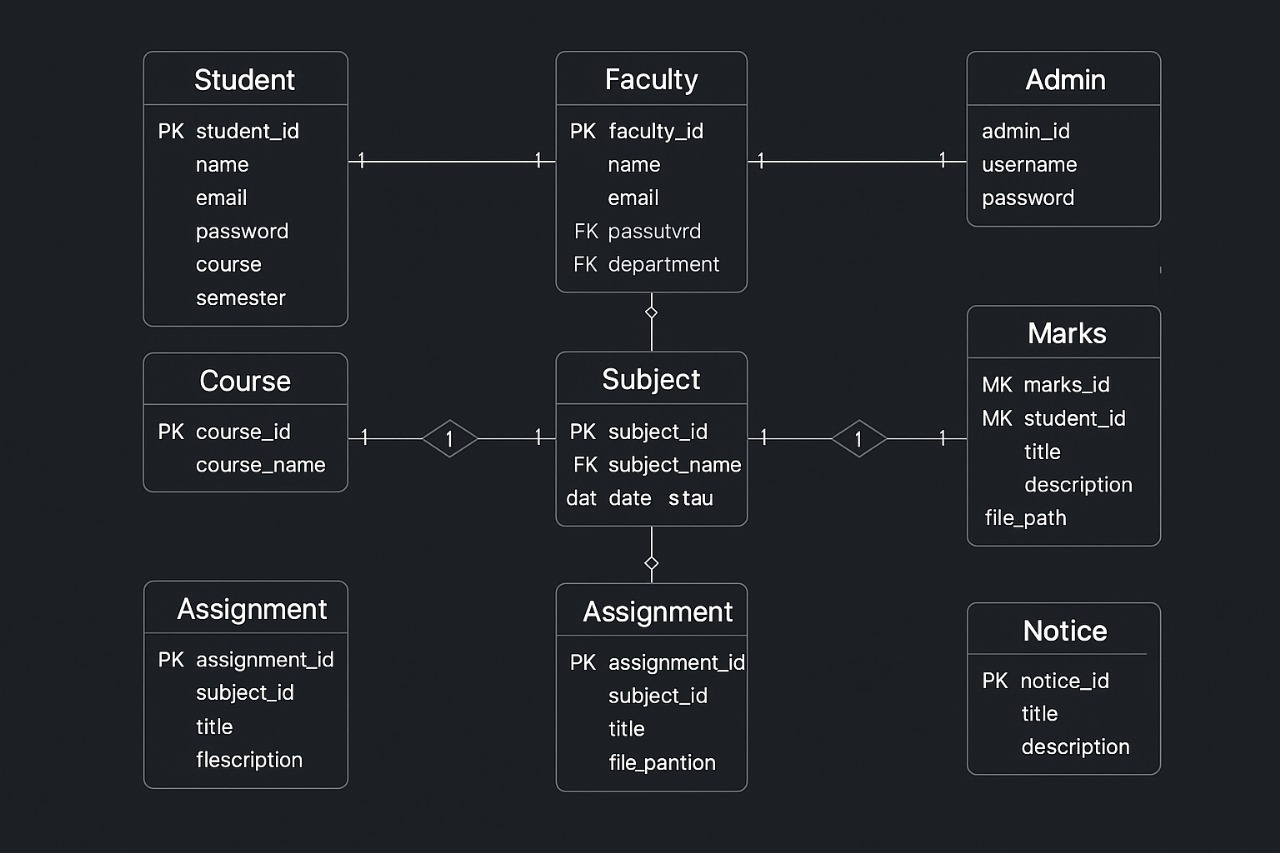 Student
PK student_id
name
email
password
course
semester
1 1
Faculty
PK faculty_id
name
email
FK passutvrd
FK department
1 1
Admin
admin_id
username
password
Course
PK course_id
course_name
1 1 1
Subject
PK subject_id
FK subject_name
dat date stau
1 1 1
Marks
MK marks_id
MK student_id
title
description
file_path
Assignment
PK assignment_id
subject_id
title
flescription
Assignment
PK assignment_id
subject_id
title
file_pantion
Notice
PK notice_id
title
description